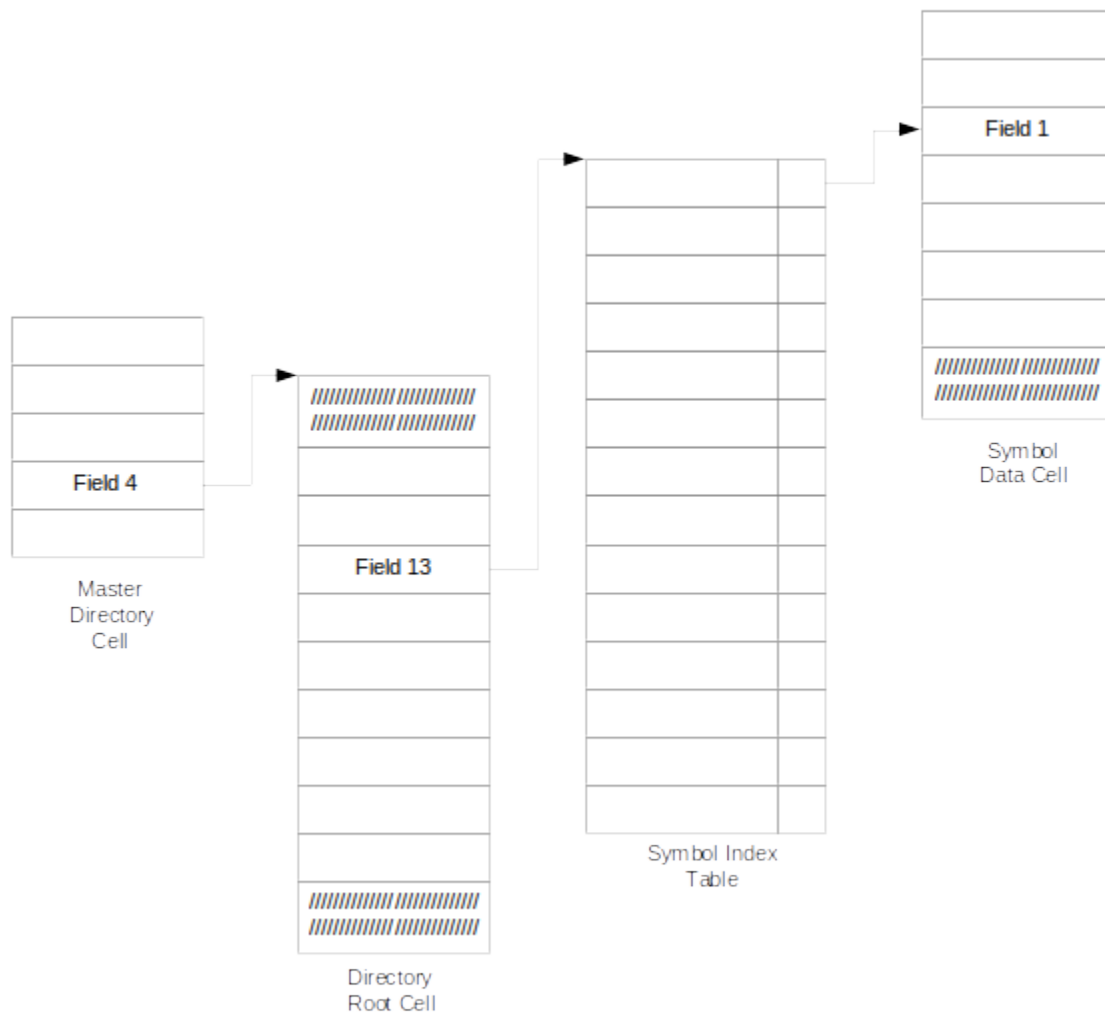 Field 1
Symbol
Data Cell
Field 4
Master
Directory
Cell
Field 13
Directory
Root Cell
Symbol Index
Table